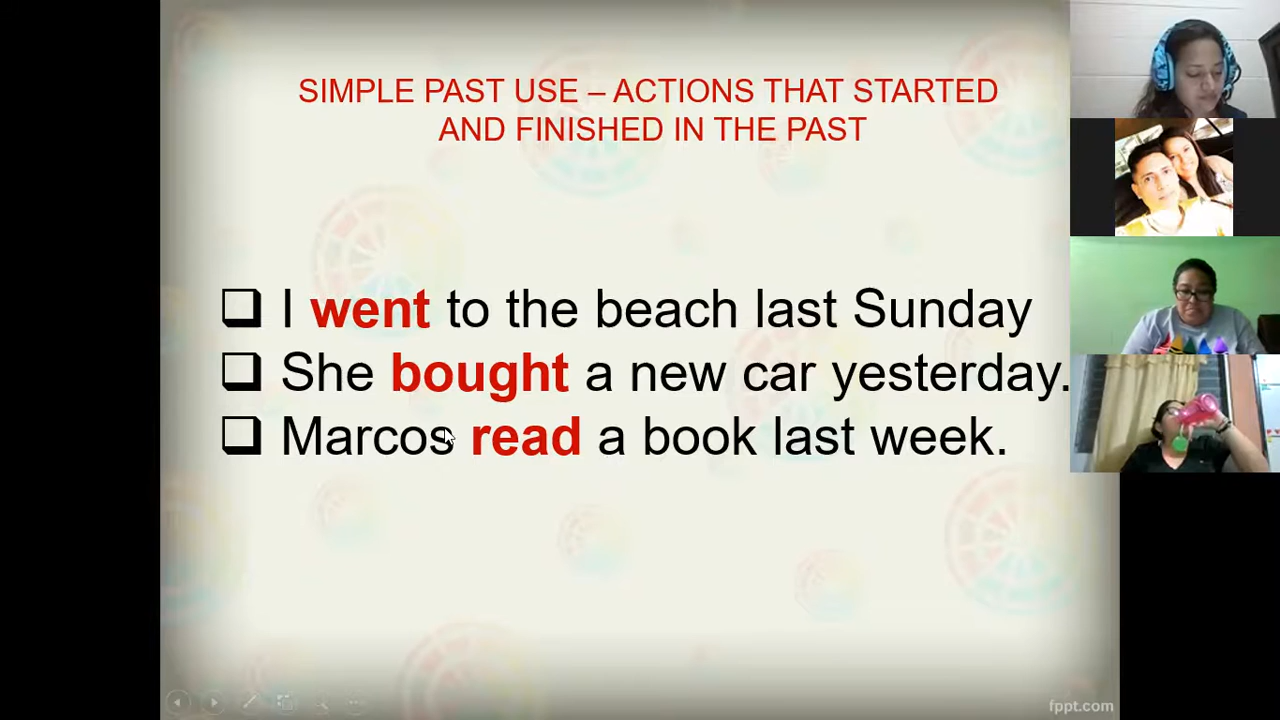 SIMPLE PAST USE – ACTIONS THAT STARTED
AND FINISHED IN THE PAST
I went to the beach last Sunday
She bought a new car yesterday.
Marcos read a book last week.
fppt.com